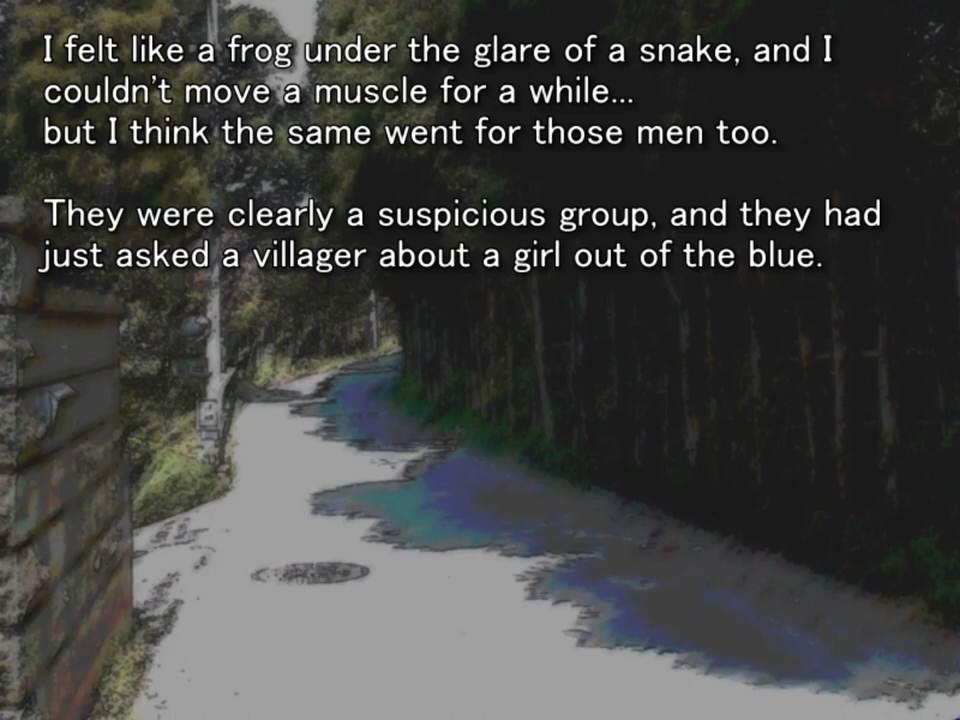 I felt like a frog under the glare of a snake, and I
couldn't move a muscle for a while...
but I think the same went for those men too.
They were clearly a suspicious group, and they had
just asked a villager about a girl out of the blue.